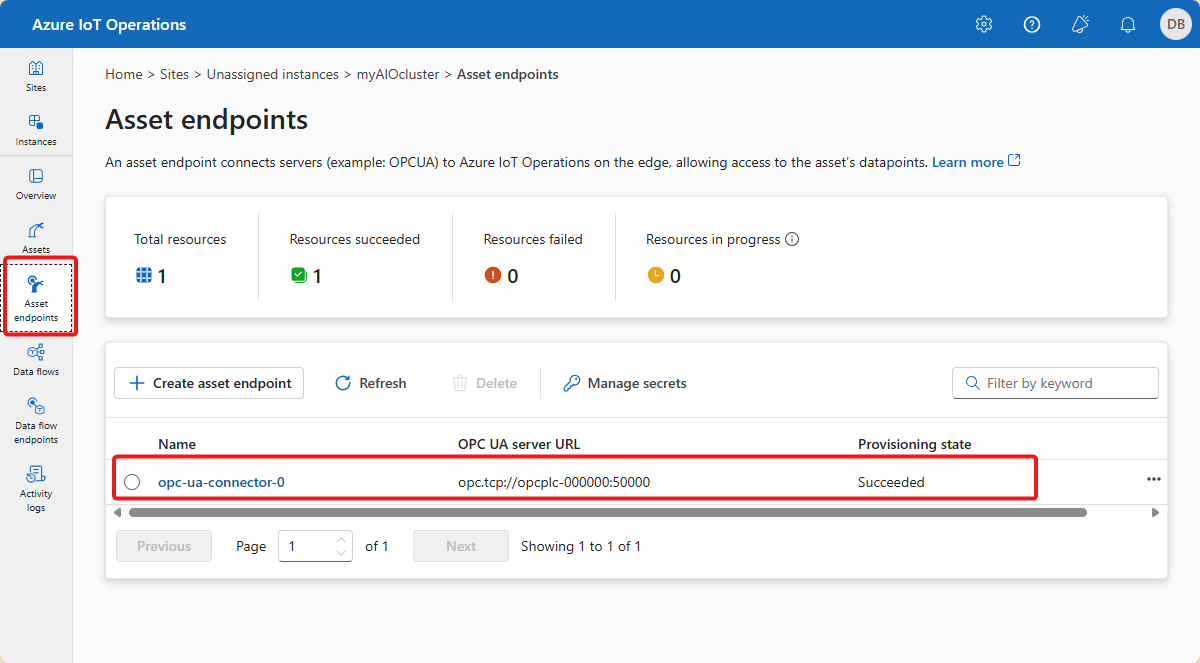 Azure IoT Operations
DB
Sites
Instances
Overview
Assets
Asset
endpoints
Data flows
Data flow
endpoints
Activity
logs
Home > Sites > Unassigned instances > myAIOcluster > Asset endpoints
Asset endpoints
An asset endpoint connects servers (example: OPCUA) to Azure IoT Operations on the edge, allowing access to the asset’s datapoints. Learn more
Total resources
1
Resources succeeded
1
Resources failed
0
Resources in progress
0
Create asset endpoint
Refresh
Delete
Manage secrets
Filter by keyword
Name OPC UA server URL Provisioning state
opc-ua-connector-0 opc.tcp://opcplc-000000:50000 Succeeded
Previous Page 1 of 1 Next Showing 1 to 1 of 1